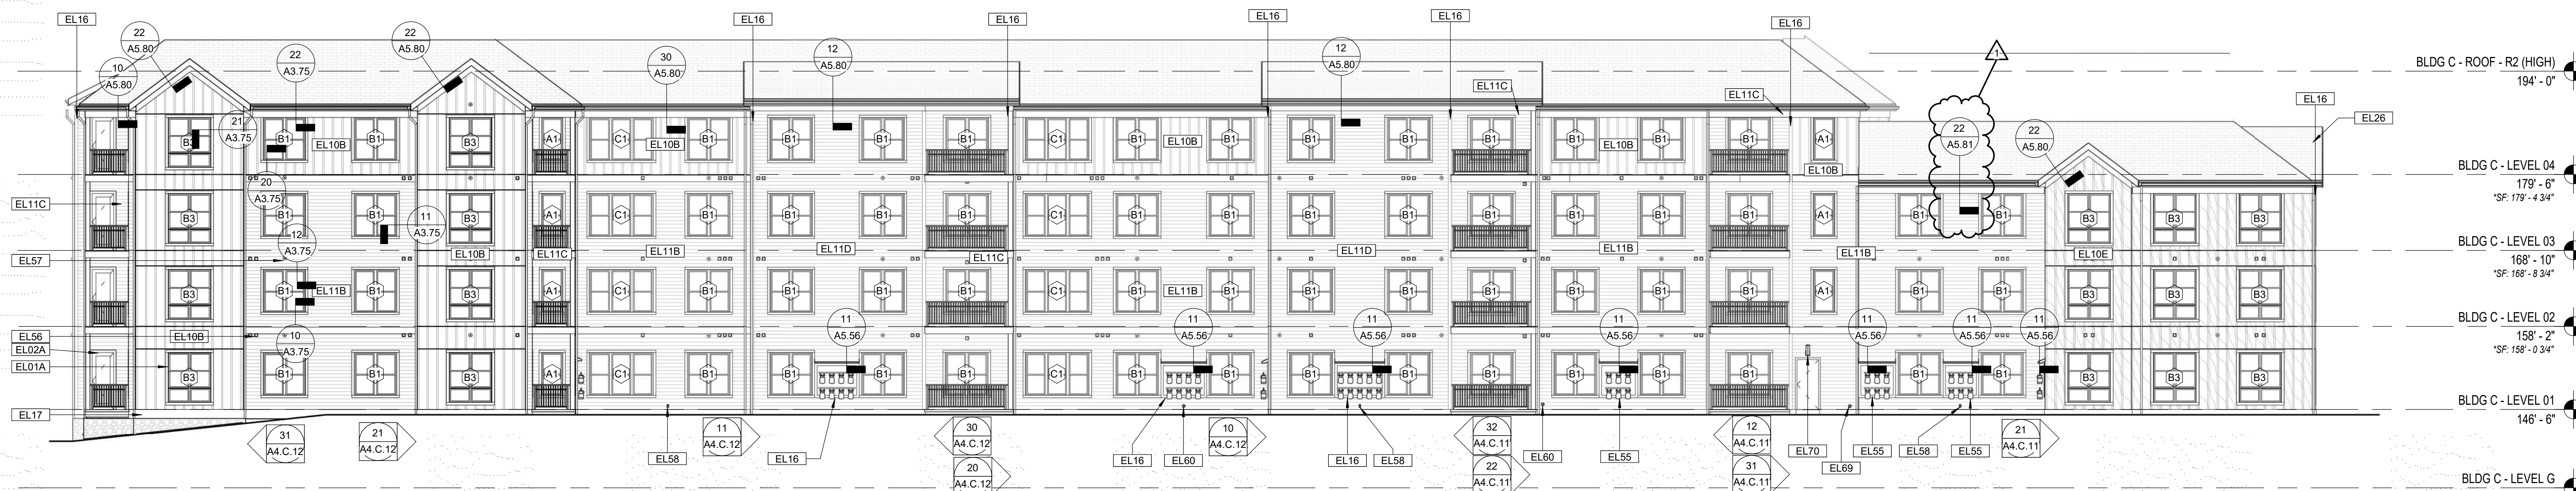 EL16
EL16
EL16
EL16
EL16
EL16
EL16
22
A5.80
22
A3.75
22
A5.80
30
A5.80
12
A5.80
12
A5.80
1
10
A5.80
BLDG C - ROOF - R2 (HIGH)
194' - 0"
EL11C
EL11C
EL26
21
A3.75
22
A5.81
22
A5.80
B3
B1
EL10B
B1
B3
A1
C1
EL10B
B1
B1
B1
B1
C1
B1
EL10B
B1
B1
B1
B1
B1
EL10B
B1
B1
A1
EL10B
BLDG C - LEVEL 04
179' - 6"
*SF: 179' - 4 3/4"
20
A3.75
EL11C
B3
B1
B1
11
A3.75
B3
A1
C1
B1
B1
B1
B1
C1
B1
B1
B1
B1
B1
B1
B1
B1
A1
B1
B1
B3
B3
B3
12
A3.75
EL57
EL10B
EL11C
EL11B
EL11D
EL11C
EL11D
EL11B
EL11B
EL10E
BLDG C - LEVEL 03
168' - 10"
*SF: 168' - 8 3/4"
B3
B1
EL11B
B1
B3
A1
C1
B1
B1
B1
B1
C1
B1
EL11B
B1
B1
B1
B1
B1
B1
B1
A1
B1
B1
B3
B3
B3
EL56
EL10B
10
A3.75
11
A5.56
11
A5.56
11
A5.56
11
A5.56
11
A5.56
11
A5.56
11
A5.56
BLDG C - LEVEL 02
158' - 2"
*SF: 158' - 0 3/4"
EL02A
EL01A
B3
B1
B1
B3
A1
C1
B1
B1
B1
B1
C1
B1
B1
B1
B1
B1
B1
B1
B1
B1
B1
B3
B3
B3
EL17
BLDG C - LEVEL 01
146' - 6"
31
A4.C.12
21
A4.C.12
EL58
11
A4.C.12
EL16
30
A4.C.12
20
A4.C.12
EL16
EL60
10
A4.C.12
EL16
EL58
32
A4.C.11
22
A4.C.11
EL60
EL55
12
A4.C.11
31
A4.C.11
EL70
EL69
EL55
EL58
EL55
21
A4.C.11
BLDG C - LEVEL G